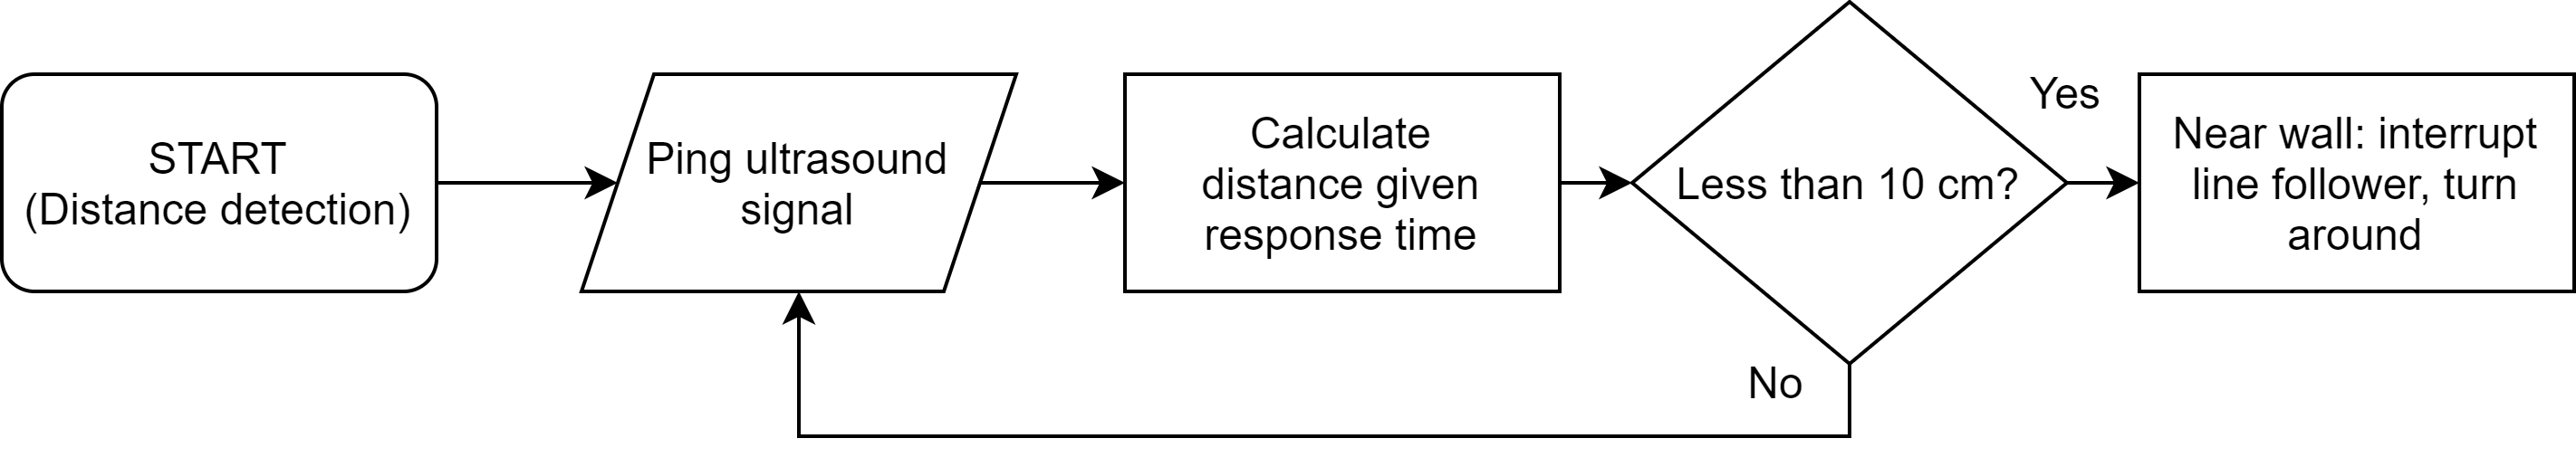 START
(Distance detection)
Ping ultrasound
signal
Calculate
distance given
response time
Less than 10 cm?
Yes
Near wall: interrupt
line follower, turn
around
No